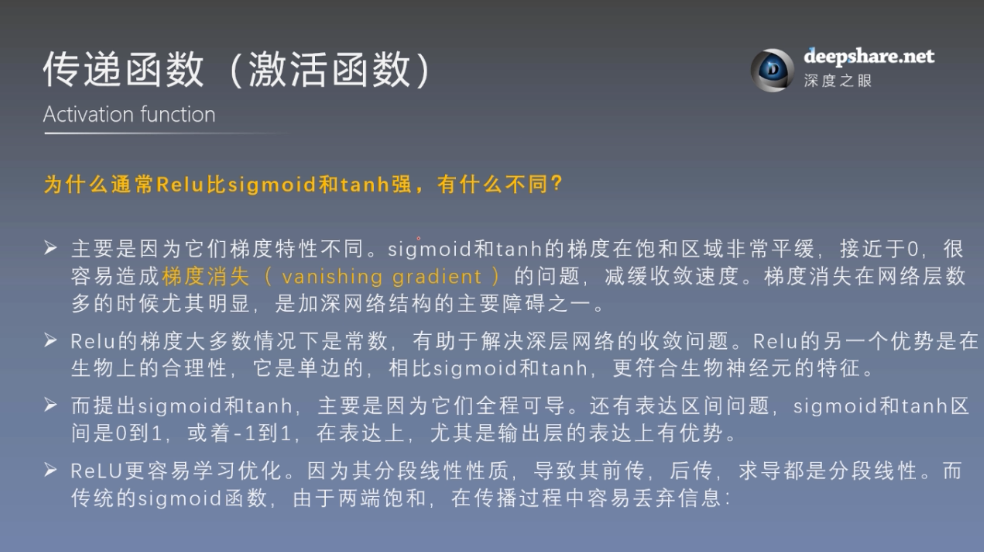 传递函数（激活函数）
deepshare.net
深度之眼
Activation function
为什么通常Relu比sigmoid和tanh强，有什么不同？
➢ 主要是因为它们梯度特性不同。sigmoid和tanh的梯度在饱和区域非常平缓，接近于0，很
容易造成梯度消失（ vanishing gradient ）的问题，减缓收敛速度。梯度消失在网络层数
多的时候尤其明显，是加深网络结构的主要障碍之一。
➢ Relu的梯度大多数情况下是常数，有助于解决深层网络的收敛问题。Relu的另一个优势是在
生物上的合理性，它是单边的，相比sigmoid和tanh，更符合生物神经元的特征。
➢ 而提出sigmoid和tanh，主要是因为它们全程可导。还有表达区间问题，sigmoid和tanh区
间是0到1，或着-1到1，在表达上，尤其是输出层的表达上有优势。
➢ ReLU更容易学习优化。因为其分段线性性质，导致其前传，后传，求导都是分段线性。而
传统的sigmoid函数，由于两端饱和，在传播过程中容易丢弃信息：